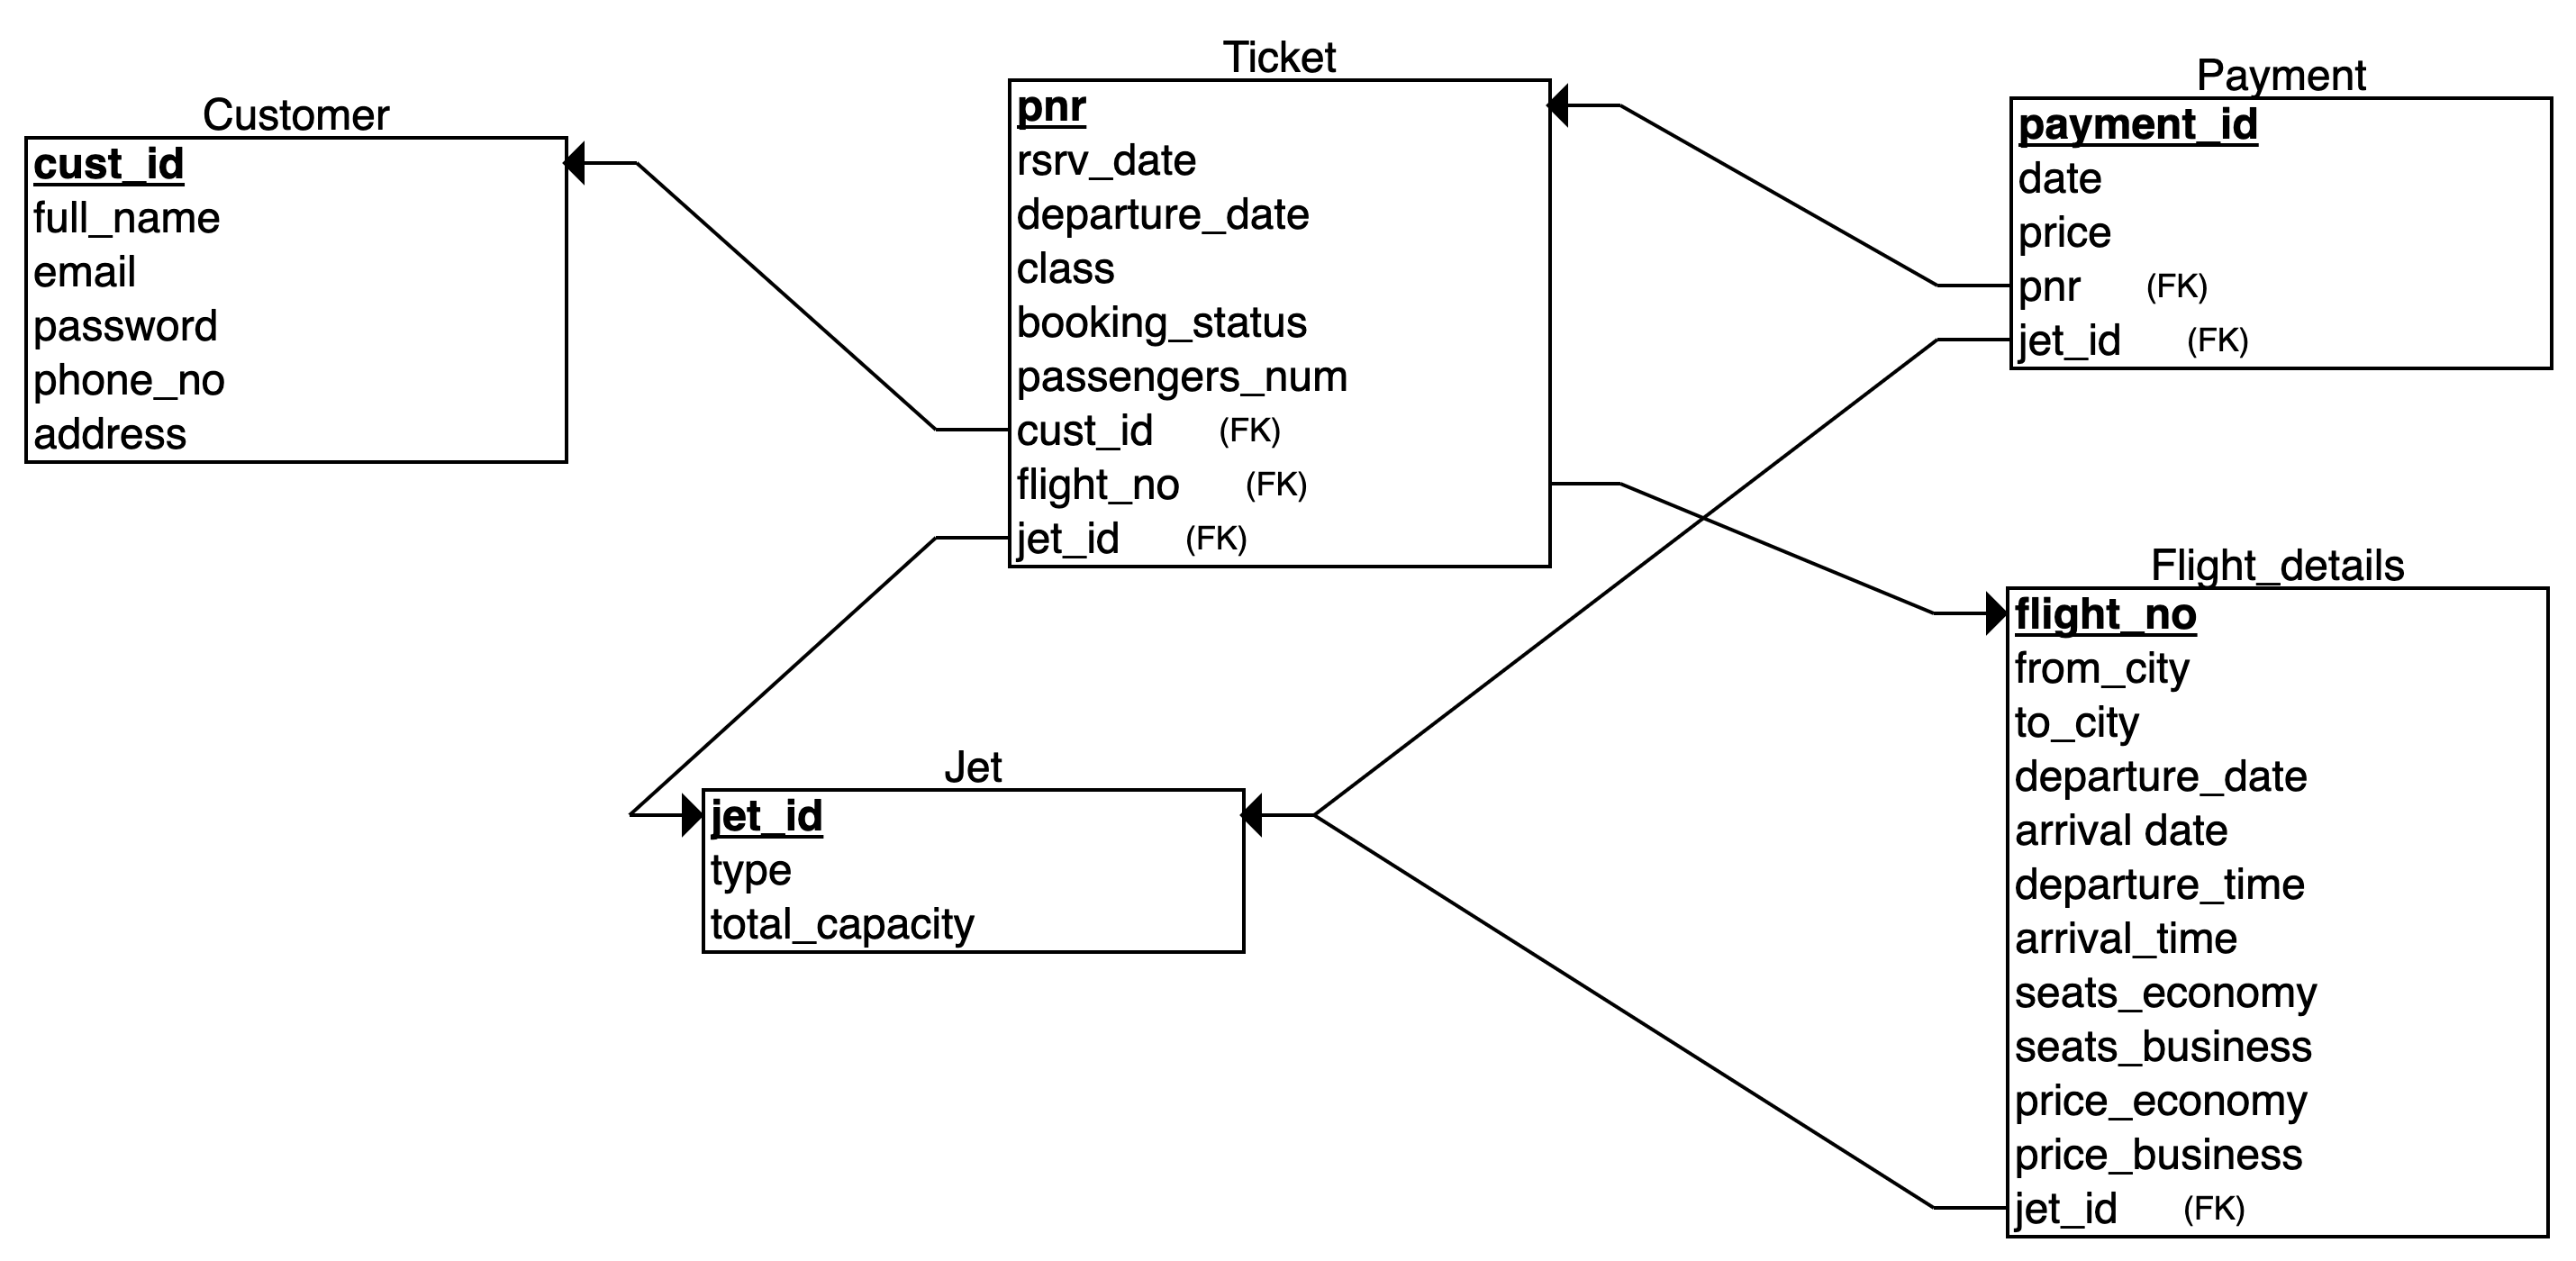 Customer
cust_id
full_name
email
password
phone_no
address
Ticket
pnr
rsrv_date
departure_date
class
booking_status
passengers_num
cust_id (FK)
flight_no (FK)
jet_id (FK)
Payment
payment_id
date
price
pnr (FK)
jet_id (FK)
Jet
jet_id
type
total_capacity
Flight_details
flight_no
from_city
to_city
departure_date
arrival date
departure_time
arrival_time
seats_economy
seats_business
price_economy
price_business
jet_id (FK)